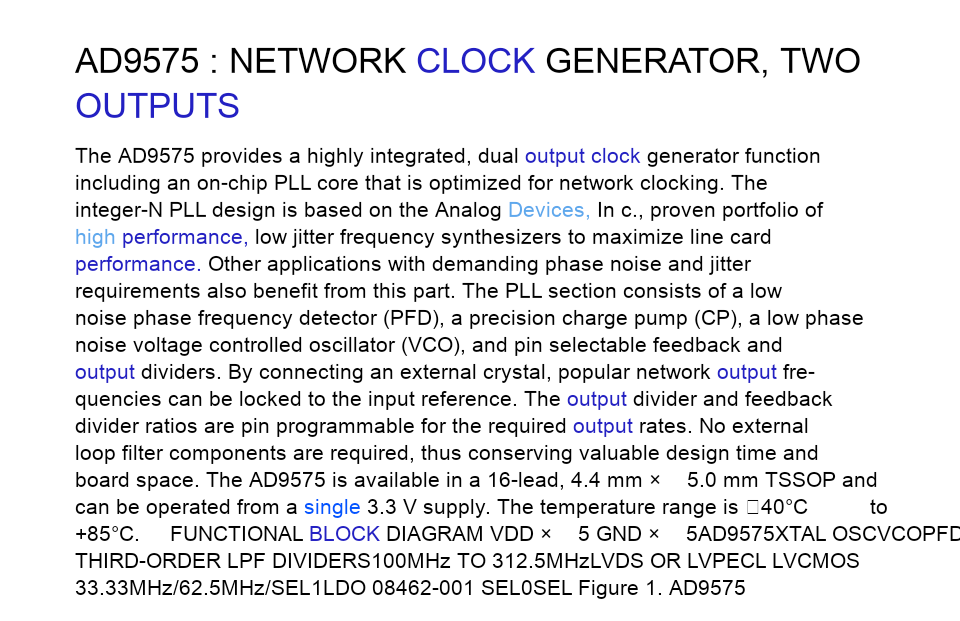 AD9575 : NETWORK CLOCK GENERATOR, TWO
OUTPUTS
The AD9575 provides a highly integrated, dual output clock generator function
including an on-chip PLL core that is optimized for network clocking. The
integer-N PLL design is based on the Analog Devices, In c., proven portfolio of
high performance, low jitter frequency synthesizers to maximize line card
performance. Other applications with demanding phase noise and jitter
requirements also benefit from this part. The PLL section consists of a low
noise phase frequency detector (PFD), a precision charge pump (CP), a low phase
noise voltage controlled oscillator (VCO), and pin selectable feedback and
output dividers. By connecting an external crystal, popular network output fre-
quencies can be locked to the input reference. The output divider and feedback
divider ratios are pin programmable for the required output rates. No external
loop filter components are required, thus conserving valuable design time and
board space. The AD9575 is available in a 16-lead, 4.4 mm × 5.0 mm TSSOP and
can be operated from a single 3.3 V supply. The temperature range is □40°C to
+85°C. FUNCTIONAL BLOCK DIAGRAM VDD × 5 GND × 5AD9575XTAL OSCVCOPFD
THIRD-ORDER LPF DIVIDERS100MHz TO 312.5MHzLVDS OR LVPECL LVCMOS
33.33MHz/62.5MHz/SEL1LDO 08462-001 SEL0SEL Figure 1. AD9575